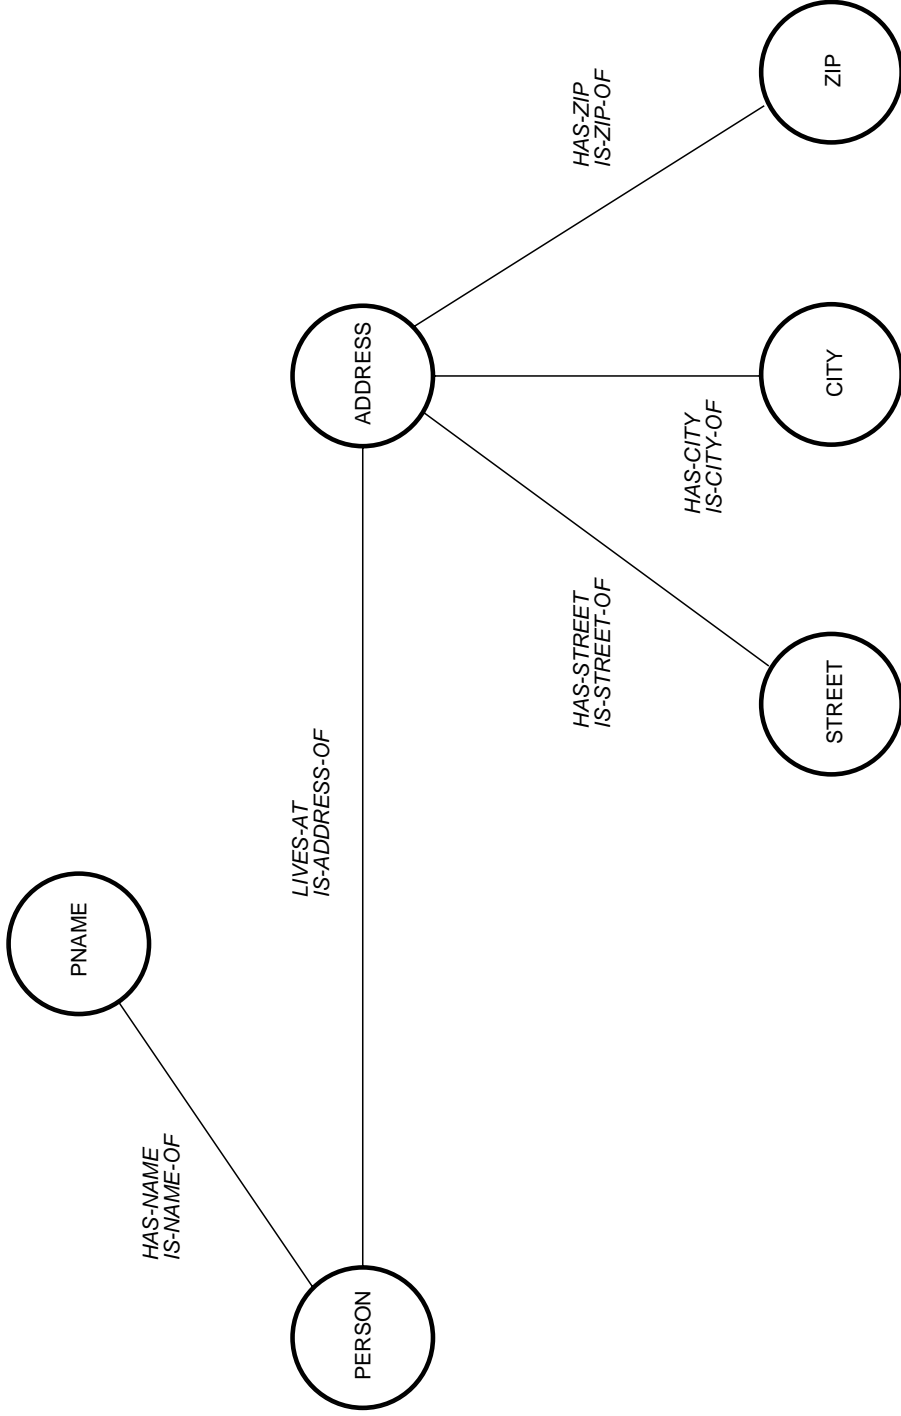 PNAME
HAS-NAME
IS-NAME-OF
LIVES-AT
IS-ADDRESS-OF
PERSON
ADDRESS
HAS-STREET
IS-STREET-OF
HAS-ZIP
IS-ZIP-OF
HAS-CITY
IS-CITY-OF
STREET
CITY
ZIP